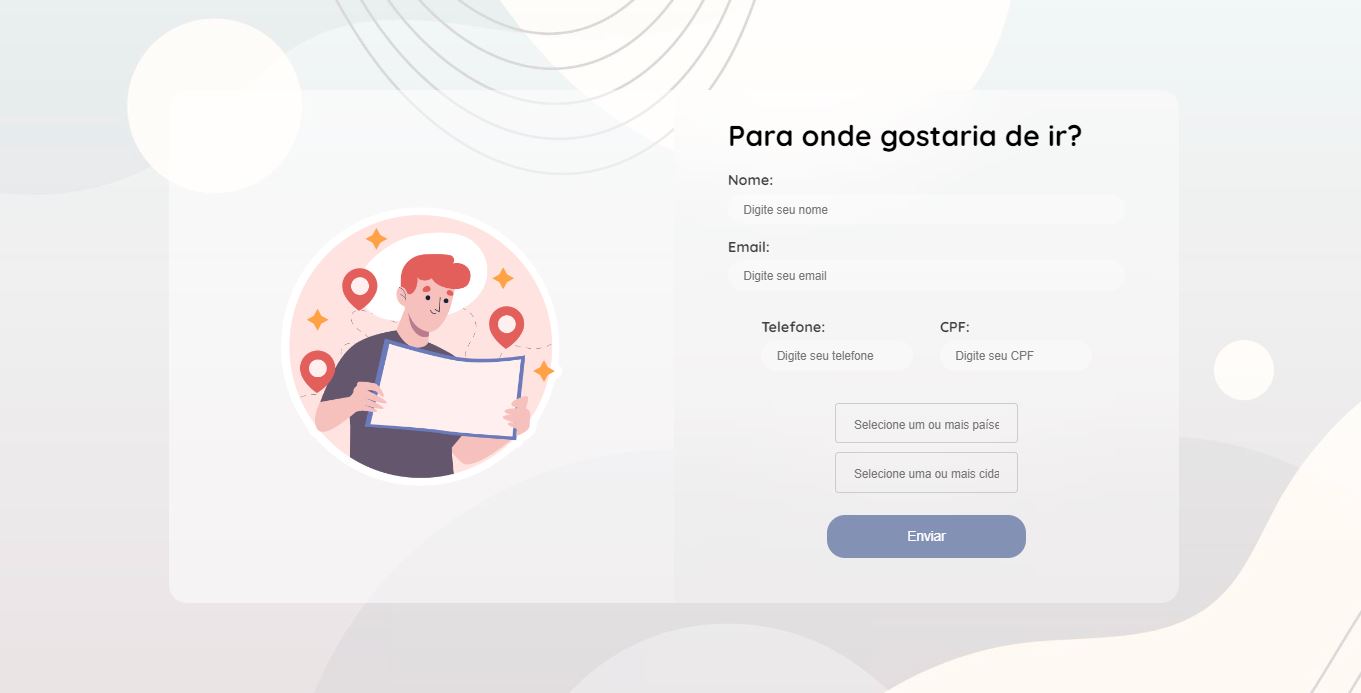 Para onde gostaria de ir?
Nome:
Digite seu nome
Email:
Digite seu email
Telefone: CPF:
Digite seu telefone Digite seu CPF
Selecione um ou mais paíse
Selecione uma ou mais cida
Enviar